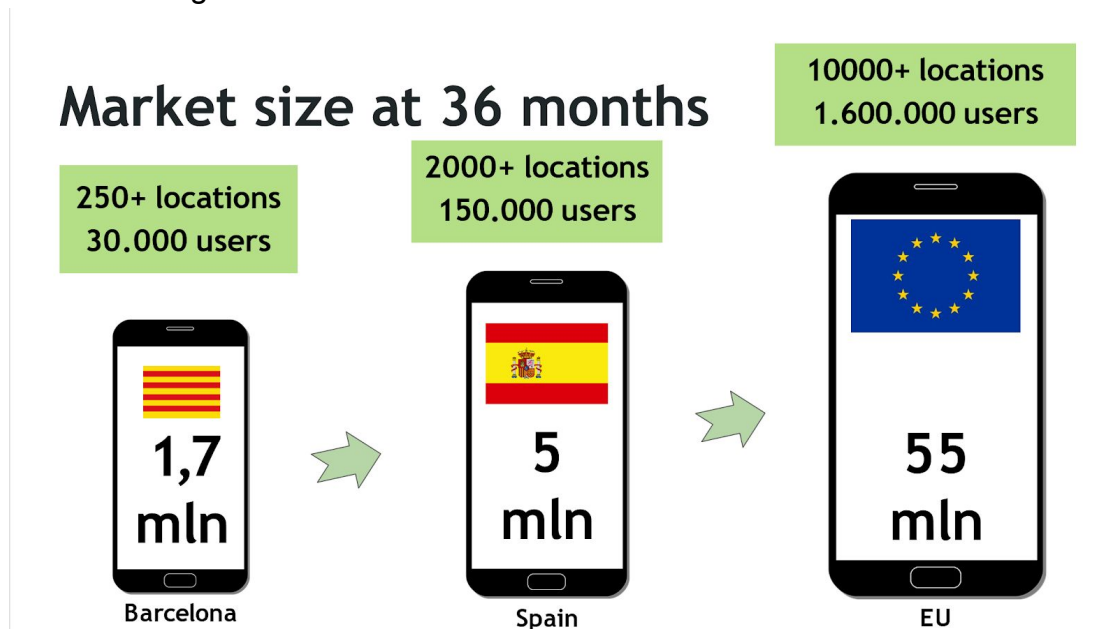 Market size at 36 months
250+ locations
30.000 users
2000+ locations
150.000 users
10000+ locations
1.600.000 users
1,7
mln
5
mln
55
mln
Barcelona
Spain
EU